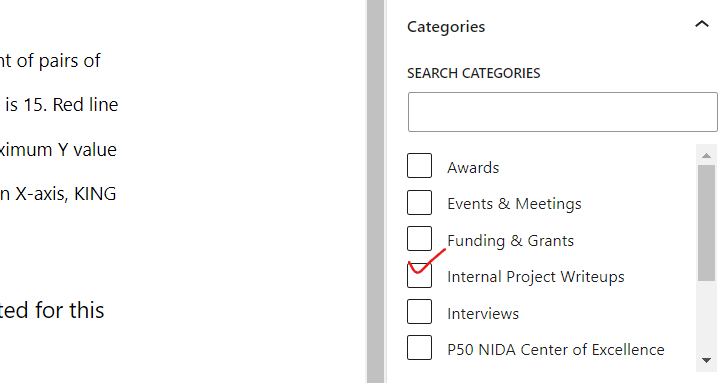 nt of pairs of
is 15. Red line
ximum Y value
n X-axis, KING
ted for this
Categories
SEARCH CATEGORIES
Awards
Events & Meetings
Funding & Grants
Internal Project Writeups
Interviews
P50 NIDA Center of Excellence